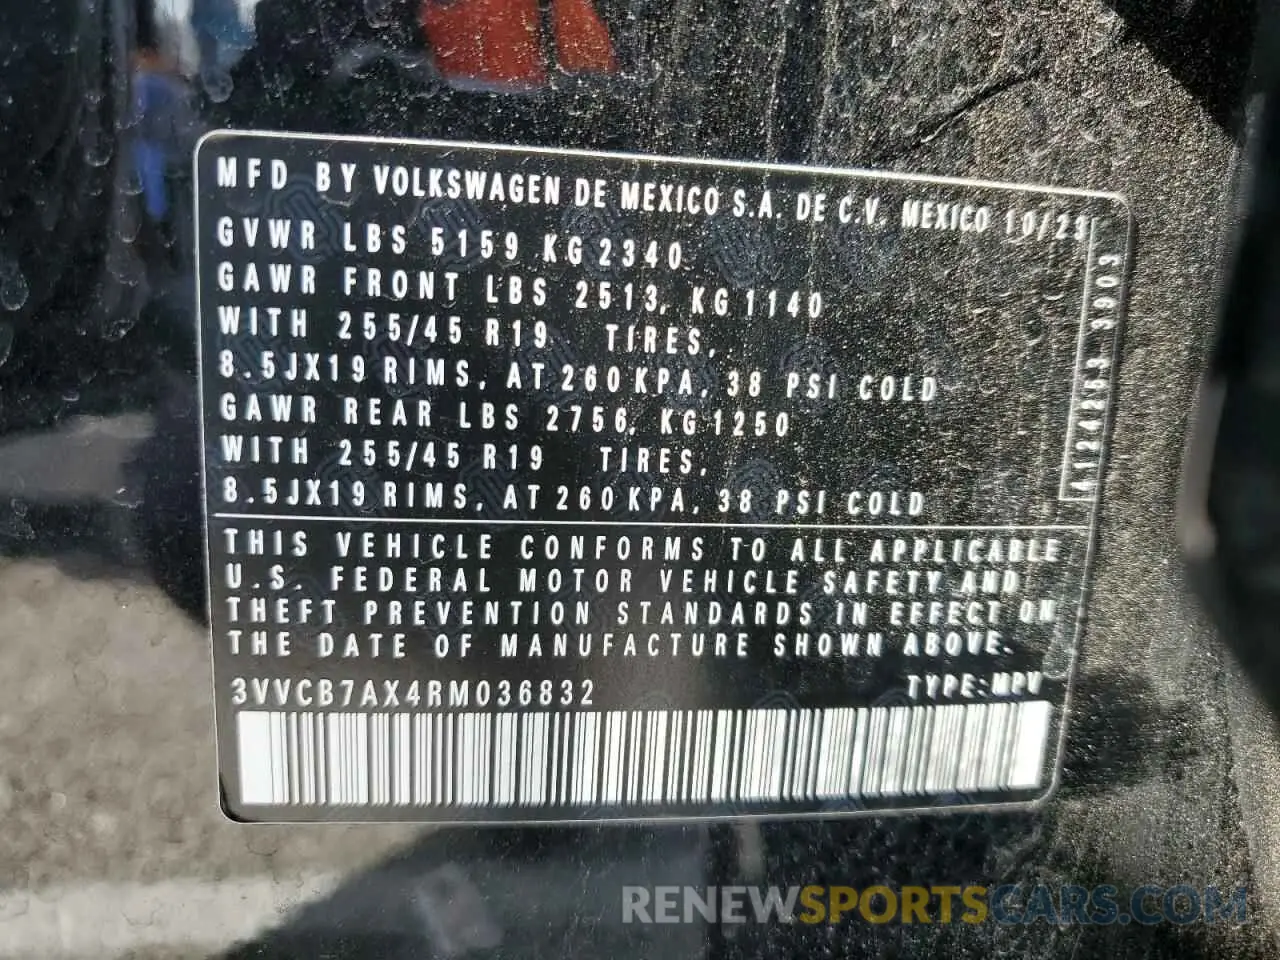 MFD BY VOLKSWAGEN DE MEXICO S.A. DE C.V. MEXICO 10/23
GVWR LBS 5159 KG 2340
GAWR FRONT LBS 2513, KG 1140
WITH 255/45 R19 TIRES,
8.5JX19 RIMS, AT 260 KPA, 38 PSI COLD
GAWR REAR LBS 2756, KG 1250
WITH 255/45 R19 TIRES,
8.5JX19 RIMS, AT 260 KPA, 38 PSI COLD
THIS VEHICLE CONFORMS TO ALL APPLICABLE
U.S. FEDERAL MOTOR VEHICLE SAFETY AND
THEFT PREVENTION STANDARDS IN EFFECT ON
THE DATE OF MANUFACTURE SHOWN ABOVE.
3VVCB7AX4RM036832 TYPE:MPV
3903
RENEWSPORTSCARS.COM